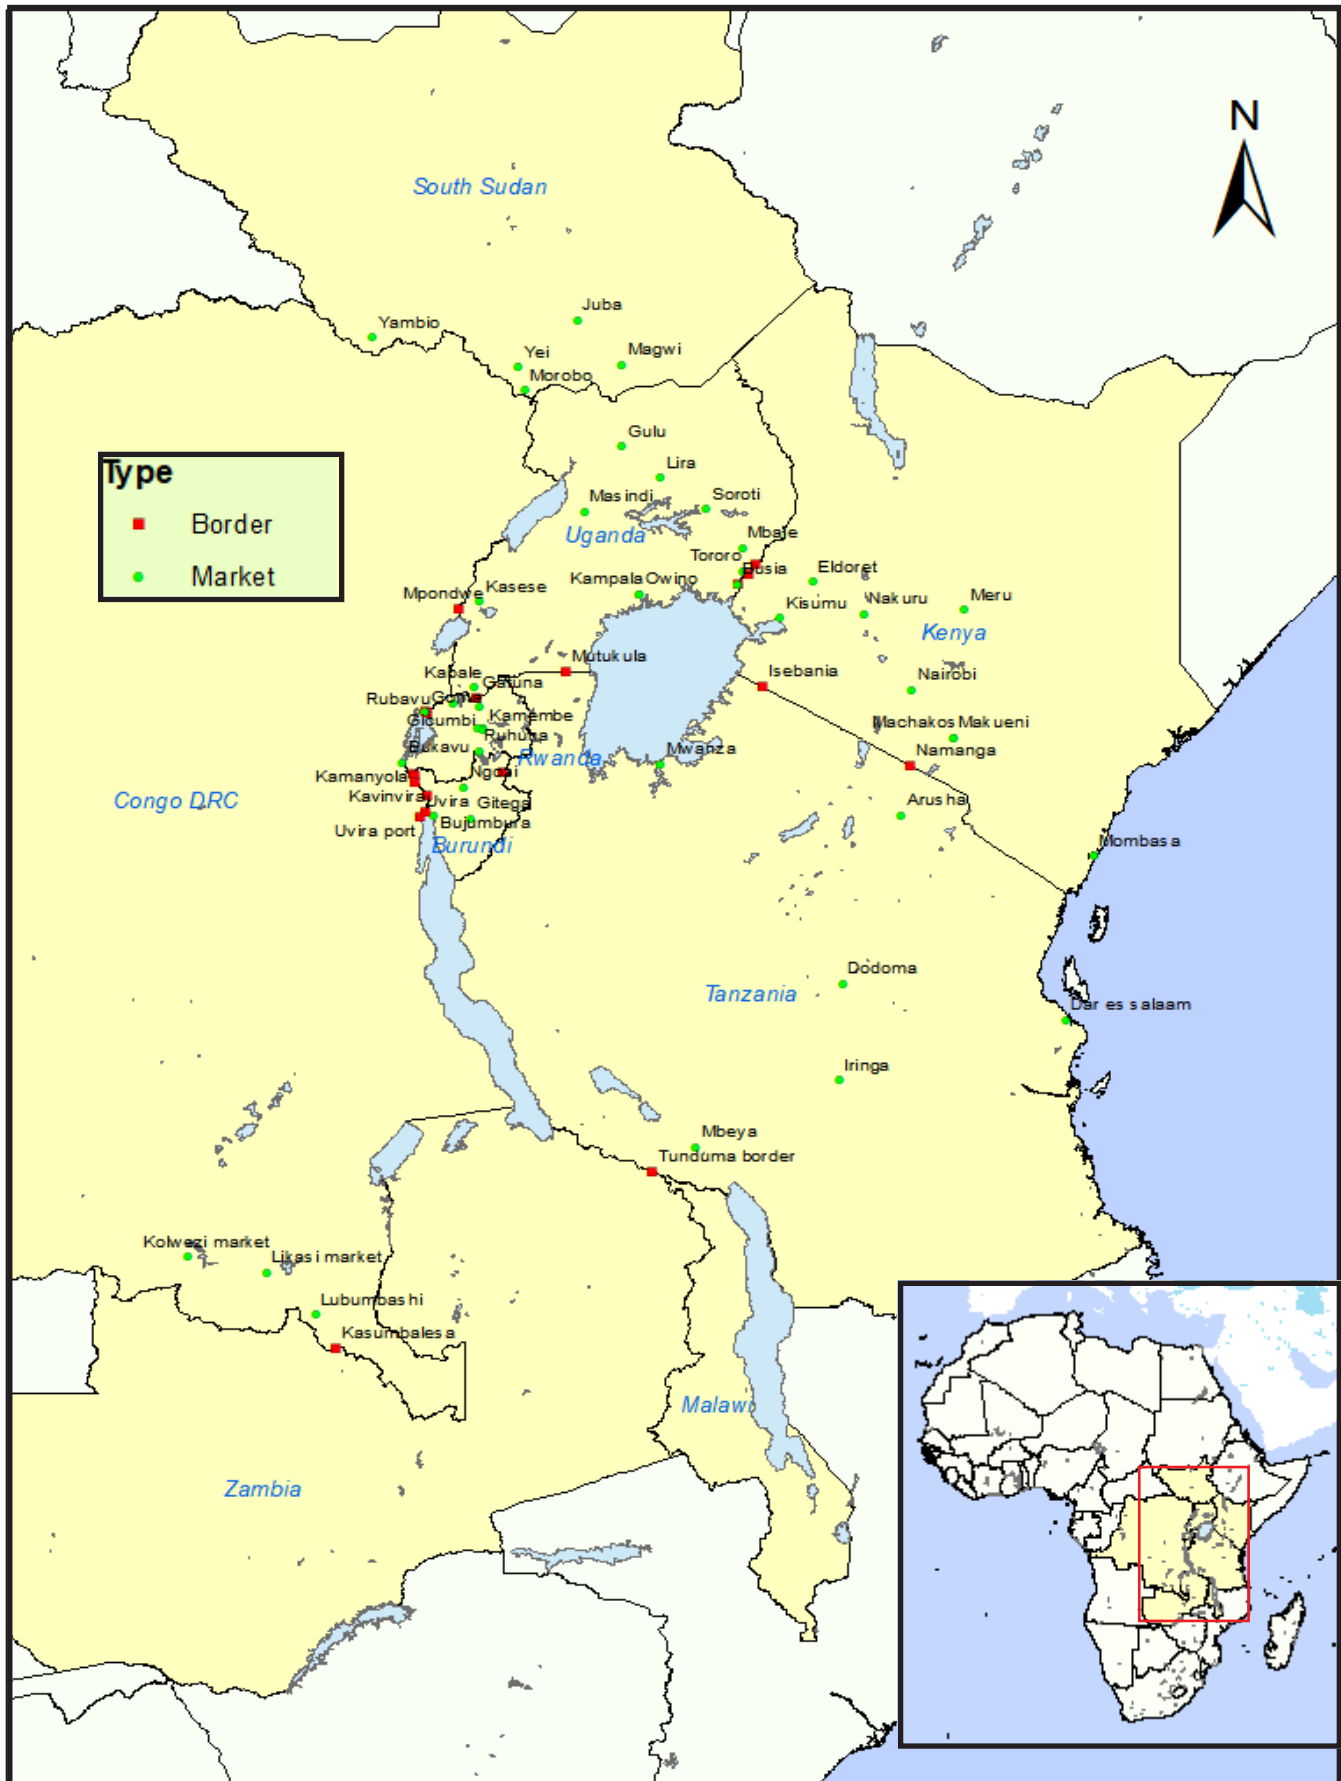 N
South Sudan
Juba
Yambio
Yei
Magwi
Morobo
Gulu
Type
Lira
Masindi
Soroti
Border
Uganda
Mbale
Tororo
Busia
Market
Kampala Owino
Eldoret
Mpondwe
Kasese
Kisumu
Nakuru
Meru
Kenya
Mutukula
Kabale
Isebania
Gatuna
Nairobi
Rubavu
Goma
Gicumbi
Kamembe
Machakos Makueni
Ruhuha
Bukavu
Mwanza
Rwanda
Namanga
Kamanyola
Ngozi
Congo DRC
Kavinvira
Uvira
Gitega
Arusha
Uvira port
Bujumbura
Burundi
Mombasa
Dodoma
Tanzania
Dar es salaam
Iringa
Mbeya
Tunduma border
Kolwezi market
Likasi market
Lubumbashi
Kasumbalesa
Malawi
Zambia